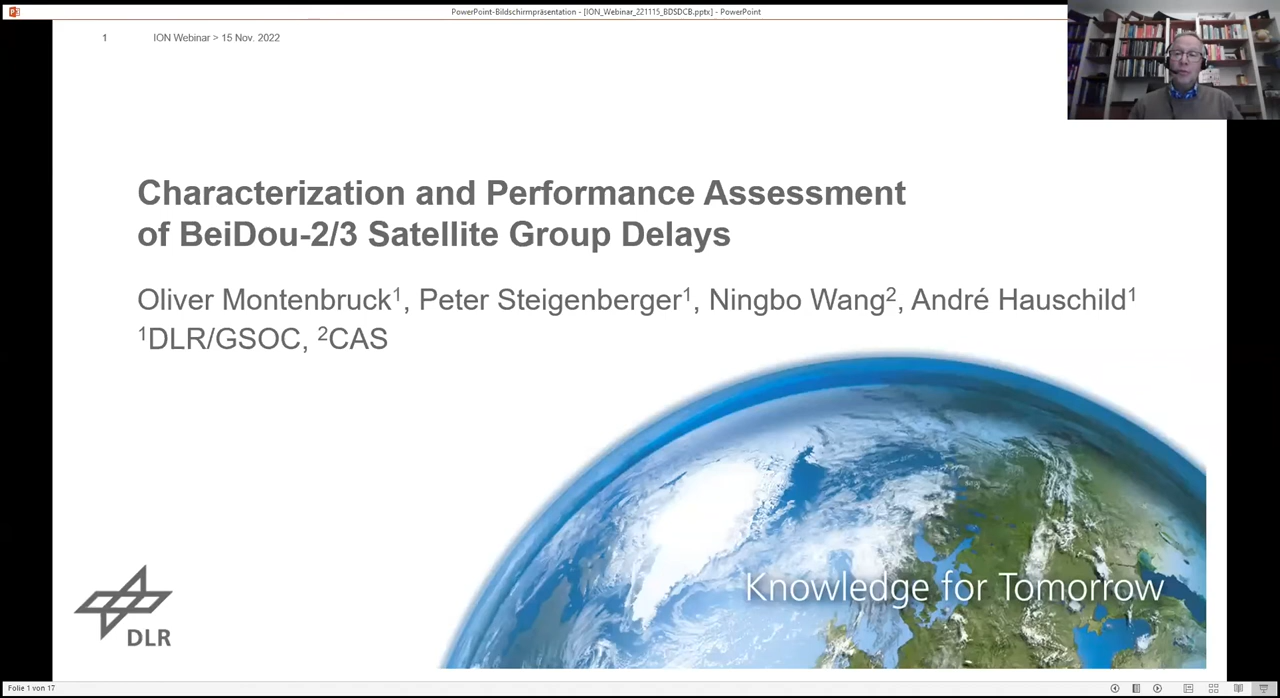 PowerPoint-Bildschirmpräsentation - [ION_Webinar_221115_BDSDCB.pptx] - PowerPoint
1 ION Webinar > 15 Nov. 2022
Characterization and Performance Assessment
of BeiDou-2/3 Satellite Group Delays
Oliver Montenbruck¹, Peter Steigenberger¹, Ningbo Wang², André Hauschild¹
¹DLR/GSOC, ²CAS
Knowledge for Tomorrow
DLR
Folie 1 von 17